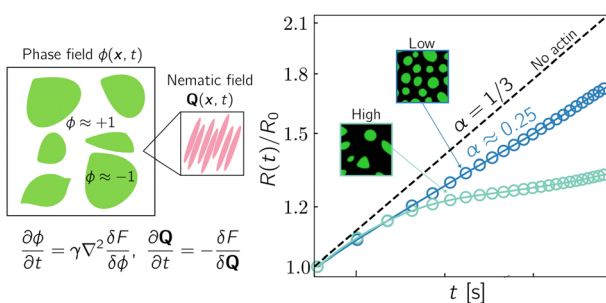 Phase field ϕ(x, t)
Nematic field
Q(x, t)
ϕ ≈ +1
ϕ ≈ −1
∂ϕ/∂t = γ∇² δF/δϕ, ∂Q/∂t = −δF/δQ
R(t)/R₀
2.1
1.8
1.5
1.2
1.0
Low
High
No actin
α = 1/3
α ≈ 0.25
t [s]